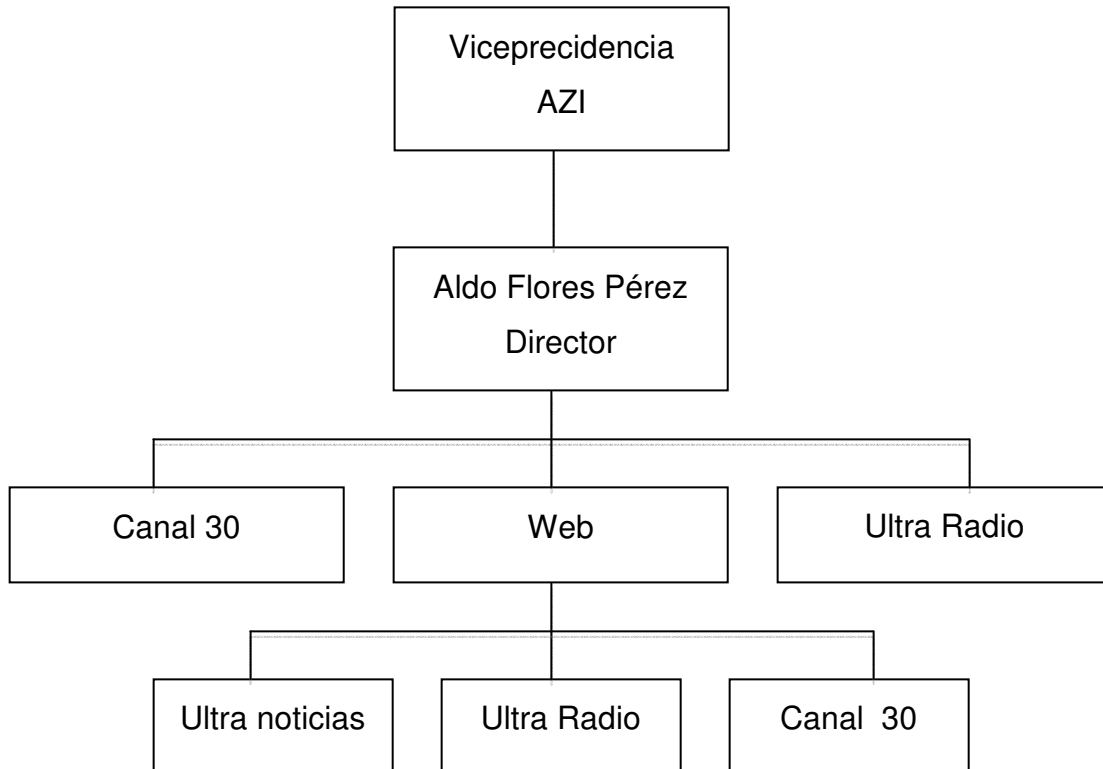 Viceprecidencia
AZI
Aldo Flores Pérez
Director
Canal 30
Web
Ultra Radio
Ultra noticias
Ultra Radio
Canal  30